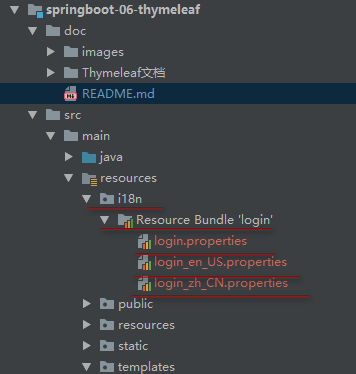 springboot-06-thymeleaf
doc
images
Thymeleaf文档
README.md
src
main
java
resources
i18n
Resource Bundle 'login'
login.properties
login_en_US.properties
login_zh_CN.properties
public
resources
static
templates